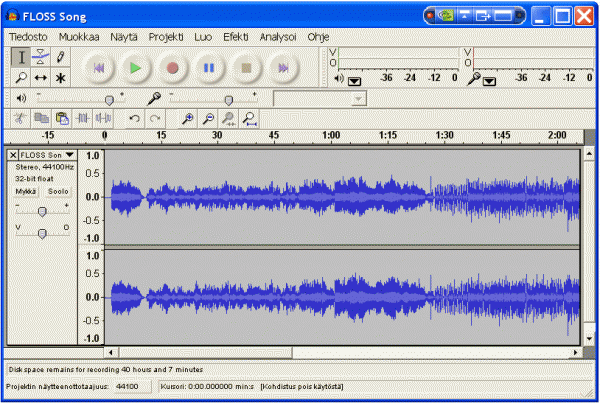 FLOSS Song
Tiedosto Muokkaa Näytä Projekti Luo Efekti Analysoi Ohje
V O -36 -24 -12 0 V O -36 -24 -12 0
- + - +
-15 0 15 30 45 1:00 1:15 1:30 1:45 2:00
X FLOSS Son
Stereo, 44100Hz
32-bit float
Mykkä Soolo
- +
V O
1.0
0.5
0.0
-0.5
-1.0
1.0
0.5
0.0
-0.5
-1.0
Disk space remains for recording 40 hours and 7 minutes
Projektin näytteenottotaajuus: 44100 Kursori: 0:00.000000 min:s [Kohdistus pois käytöstä]